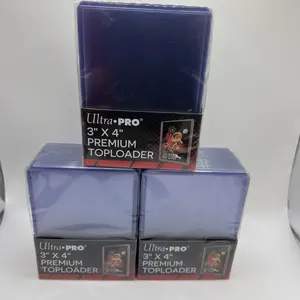 Ultra•PRO®
3" X 4"
PREMIUM
TOPLOADER
Ultra•PRO
3" X 4"
PREMIUM
TOPLOADER
Ultra•PRO
3" X 4"
PREMIUM
TOPLOADER